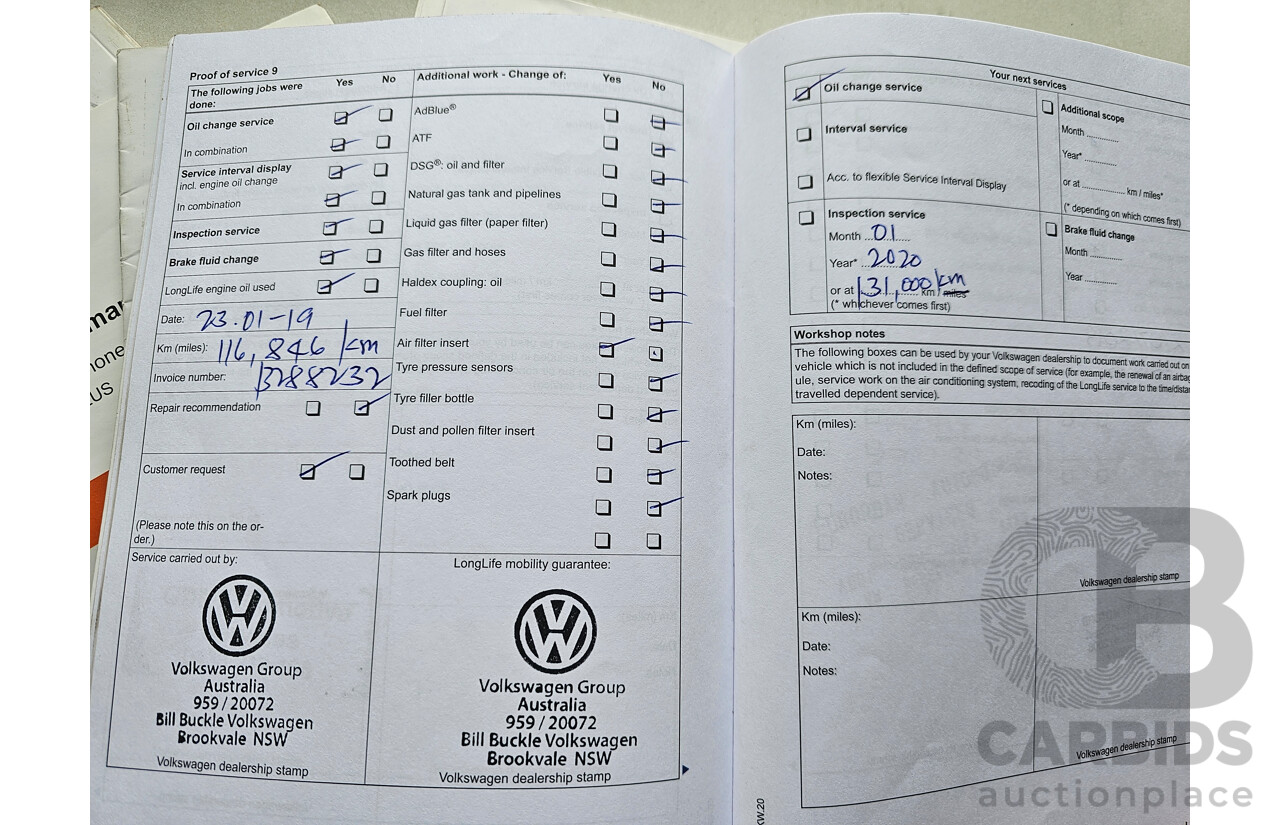 Proof of service 9
The following jobs were done:
Yes No
Oil change service
In combination
Service interval display
incl. engine oil change
In combination
Inspection service
Brake fluid change
LongLife engine oil used
Date: 23.01-19
Km (miles): 116,846 km
Invoice number: 13288232
Repair recommendation
Customer request
(Please note this on the or-
der.)
Additional work - Change of: Yes No
AdBlue®
ATF
DSG®: oil and filter
Natural gas tank and pipelines
Liquid gas filter (paper filter)
Gas filter and hoses
Haldex coupling: oil
Fuel filter
Air filter insert
Tyre pressure sensors
Tyre filler bottle
Dust and pollen filter insert
Toothed belt
Spark plugs
Service carried out by:
Volkswagen Group
Australia
959 / 20072
Bill Buckle Volkswagen
Brookvale NSW
Volkswagen dealership stamp
LongLife mobility guarantee:
Volkswagen Group
Australia
959 / 20072
Bill Buckle Volkswagen
Brookvale NSW
Volkswagen dealership stamp
Your next services
Oil change service
Interval service
Acc. to flexible Service Interval Display
Inspection service
Month 01
Year* 2020
or at 131,000 km km / miles*
(* whichever comes first)
Additional scope
Month ............
Year* ............
or at .................... km / miles*
(* depending on which comes first)
Brake fluid change
Month ............
Year ............
Workshop notes
The following boxes can be used by your Volkswagen dealership to document work carried out on
vehicle which is not included in the defined scope of service (for example, the renewal of an airbag
ule, service work on the air conditioning system, recoding of the LongLife service to the time/distan
travelled dependent service).
Km (miles):
Date:
Notes:
Volkswagen dealership stamp
Km (miles):
Date:
Notes:
Volkswagen dealership stamp
KW.20
CARBIDS
auctionplace